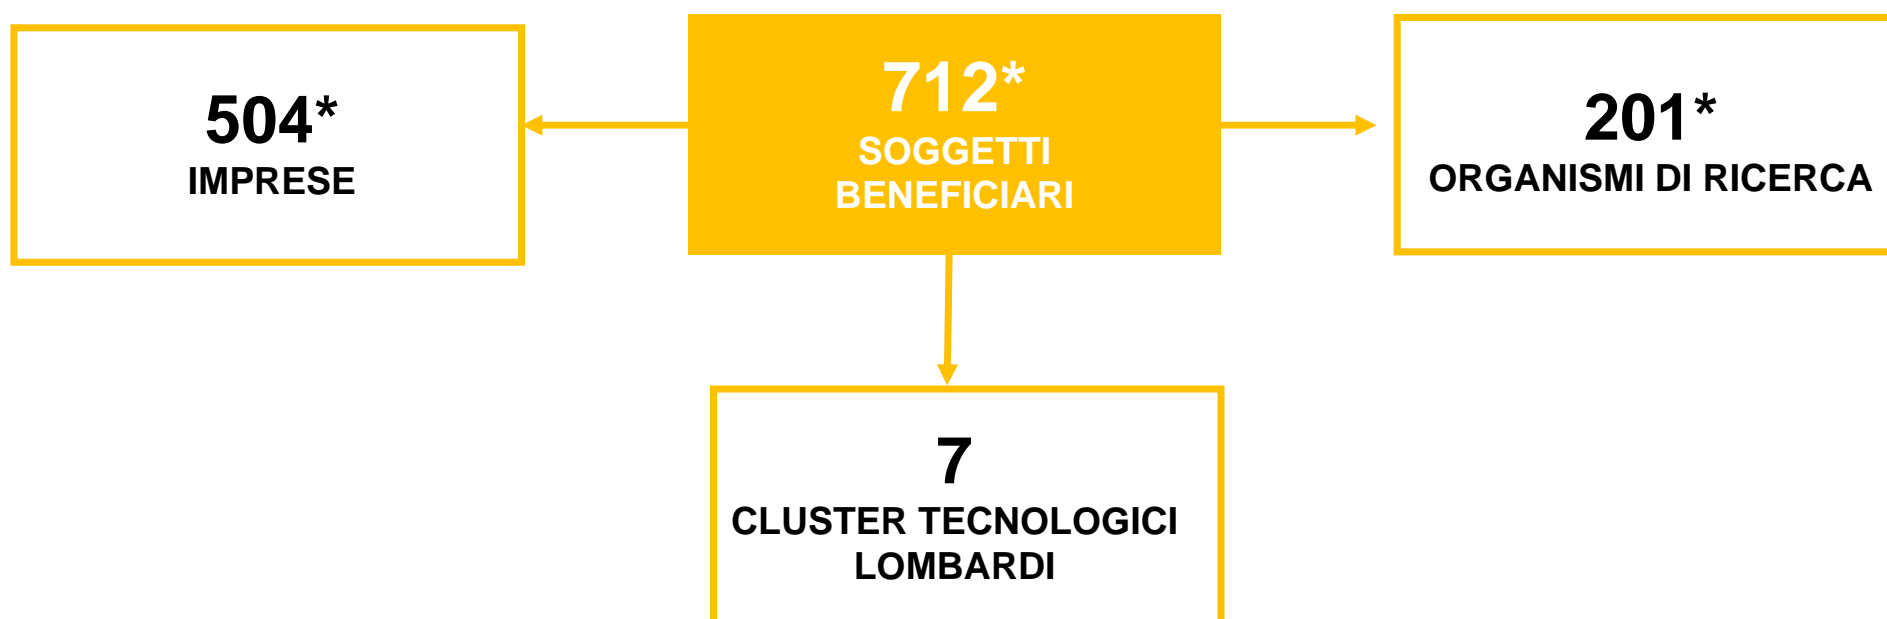 504*
IMPRESE
712*
SOGGETTI
BENEFICIARI
201*
ORGANISMI DI RICERCA
7
CLUSTER TECNOLOGICI
LOMBARDI